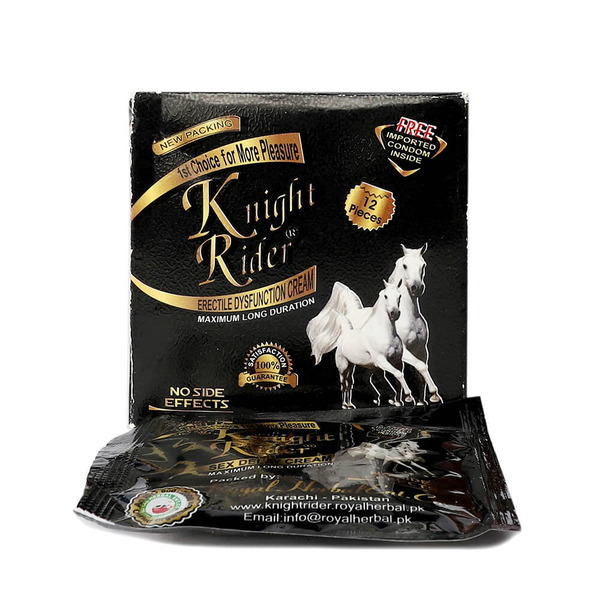 NEW PACKING
1st Choice for More Pleasure
Knight
Rider®
ERECTILE DYSFUNCTION CREAM
MAXIMUM LONG DURATION
FREE
IMPORTED
CONDOM
INSIDE
12
Pieces
SATISFACTION
100%
GUARANTEE
NO SIDE
EFFECTS
Pleasure
Knight
Rider
SEX CREAM
MAXIMUM LONG DURATION
Packed by:
Royal
Karachi - Pakistan
www.knightrider.royalherbal.pk
Email:info@royalherbal.pk